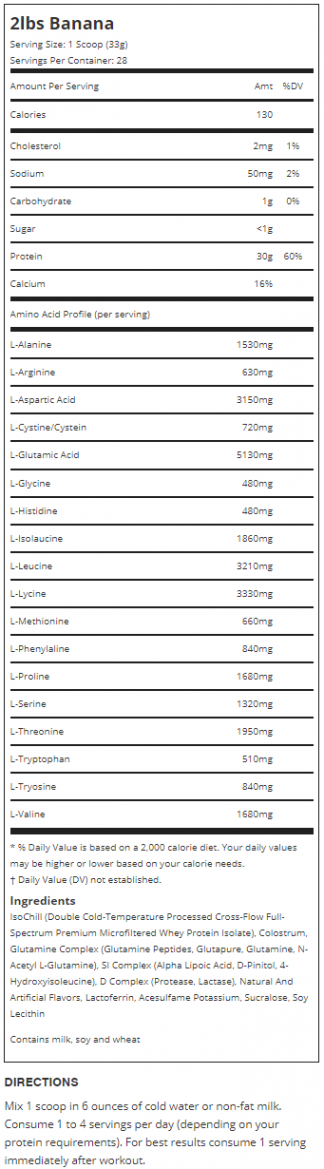 2lbs Banana
Serving Size: 1 Scoop (33g)
Servings Per Container: 28
Amount Per Serving Amt %DV
Calories 130
Cholesterol 2mg 1%
Sodium 50mg 2%
Carbohydrate 1g 0%
Sugar <1g
Protein 30g 60%
Calcium 16%
Amino Acid Profile (per serving)
L-Alanine 1530mg
L-Arginine 630mg
L-Aspartic Acid 3150mg
L-Cystine/Cystein 720mg
L-Glutamic Acid 5130mg
L-Glycine 480mg
L-Histidine 480mg
L-Isolaucine 1860mg
L-Leucine 3210mg
L-Lycine 3330mg
L-Methionine 660mg
L-Phenylaline 840mg
L-Proline 1680mg
L-Serine 1320mg
L-Threonine 1950mg
L-Tryptophan 510mg
L-Tryosine 840mg
L-Valine 1680mg
* % Daily Value is based on a 2,000 calorie diet. Your daily values
may be higher or lower based on your calorie needs.
† Daily Value (DV) not established.
Ingredients
IsoChill (Double Cold-Temperature Processed Cross-Flow Full-
Spectrum Premium Microfiltered Whey Protein Isolate), Colostrum,
Glutamine Complex (Glutamine Peptides, Glutapure, Glutamine, N-
Acetyl L-Glutamine), SI Complex (Alpha Lipoic Acid, D-Pinitol, 4-
Hydroxyisoleucine), D Complex (Protease, Lactase), Natural And
Artificial Flavors, Lactoferrin, Acesulfame Potassium, Sucralose, Soy
Lecithin
Contains milk, soy and wheat
DIRECTIONS
Mix 1 scoop in 6 ounces of cold water or non-fat milk.
Consume 1 to 4 servings per day (depending on your
protein requirements). For best results consume 1 serving
immediately after workout.